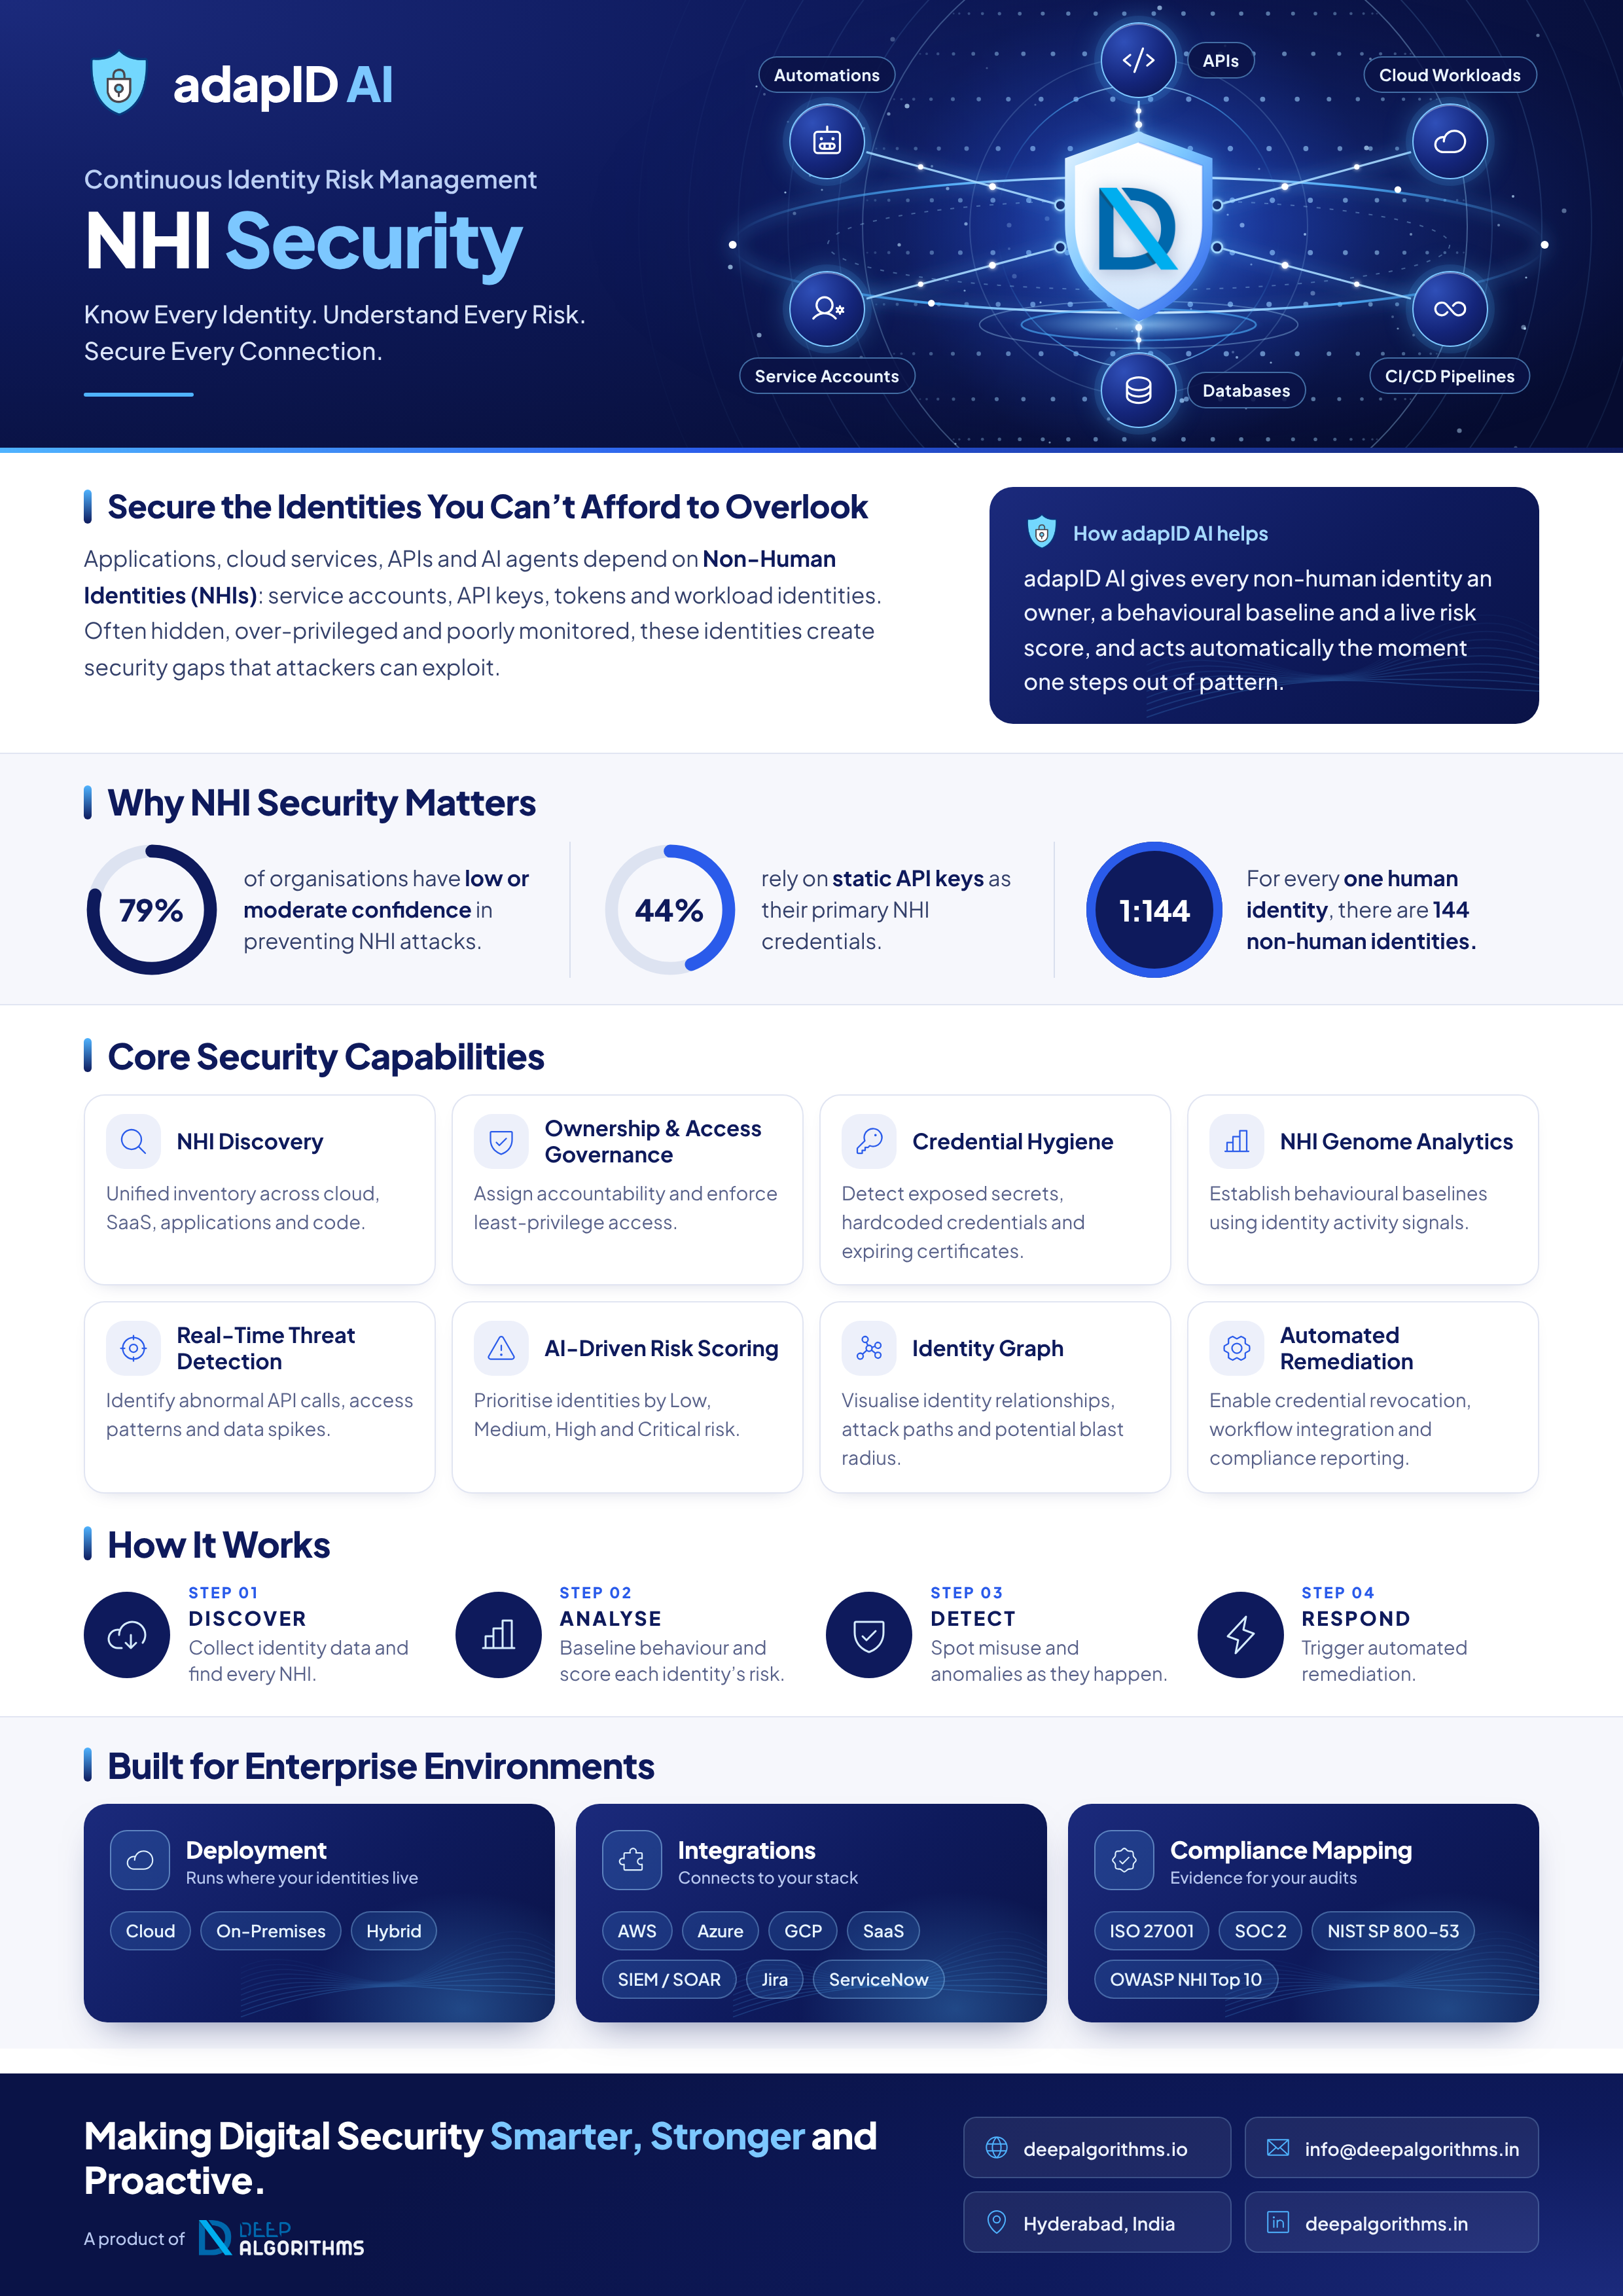 adapID AI
Continuous Identity Risk Management
NHI Security
Know Every Identity. Understand Every Risk.
Secure Every Connection.
Automations
APIs
Cloud Workloads
Service Accounts
Databases
CI/CD Pipelines
Secure the Identities You Can’t Afford to Overlook
Applications, cloud services, APIs and AI agents depend on Non-Human
Identities (NHIs): service accounts, API keys, tokens and workload identities.
Often hidden, over-privileged and poorly monitored, these identities create
security gaps that attackers can exploit.
How adapID AI helps
adapID AI gives every non-human identity an
owner, a behavioural baseline and a live risk
score, and acts automatically the moment
one steps out of pattern.
Why NHI Security Matters
79%
of organisations have low or
moderate confidence in
preventing NHI attacks.
44%
rely on static API keys as
their primary NHI
credentials.
1:144
For every one human
identity, there are 144
non-human identities.
Core Security Capabilities
NHI Discovery
Unified inventory across cloud,
SaaS, applications and code.
Ownership & Access
Governance
Assign accountability and enforce
least-privilege access.
Credential Hygiene
Detect exposed secrets,
hardcoded credentials and
expiring certificates.
NHI Genome Analytics
Establish behavioural baselines
using identity activity signals.
Real-Time Threat
Detection
Identify abnormal API calls, access
patterns and data spikes.
AI-Driven Risk Scoring
Prioritise identities by Low,
Medium, High and Critical risk.
Identity Graph
Visualise identity relationships,
attack paths and potential blast
radius.
Automated
Remediation
Enable credential revocation,
workflow integration and
compliance reporting.
How It Works
STEP 01
DISCOVER
Collect identity data and
find every NHI.
STEP 02
ANALYSE
Baseline behaviour and
score each identity’s risk.
STEP 03
DETECT
Spot misuse and
anomalies as they happen.
STEP 04
RESPOND
Trigger automated
remediation.
Built for Enterprise Environments
Deployment
Runs where your identities live
Cloud
On-Premises
Hybrid
Integrations
Connects to your stack
AWS
Azure
GCP
SaaS
SIEM / SOAR
Jira
ServiceNow
Compliance Mapping
Evidence for your audits
ISO 27001
SOC 2
NIST SP 800-53
OWASP NHI Top 10
Making Digital Security Smarter, Stronger and
Proactive.
A product of
DEEP
ALGORITHMS
deepalgorithms.io
info@deepalgorithms.in
Hyderabad, India
deepalgorithms.in